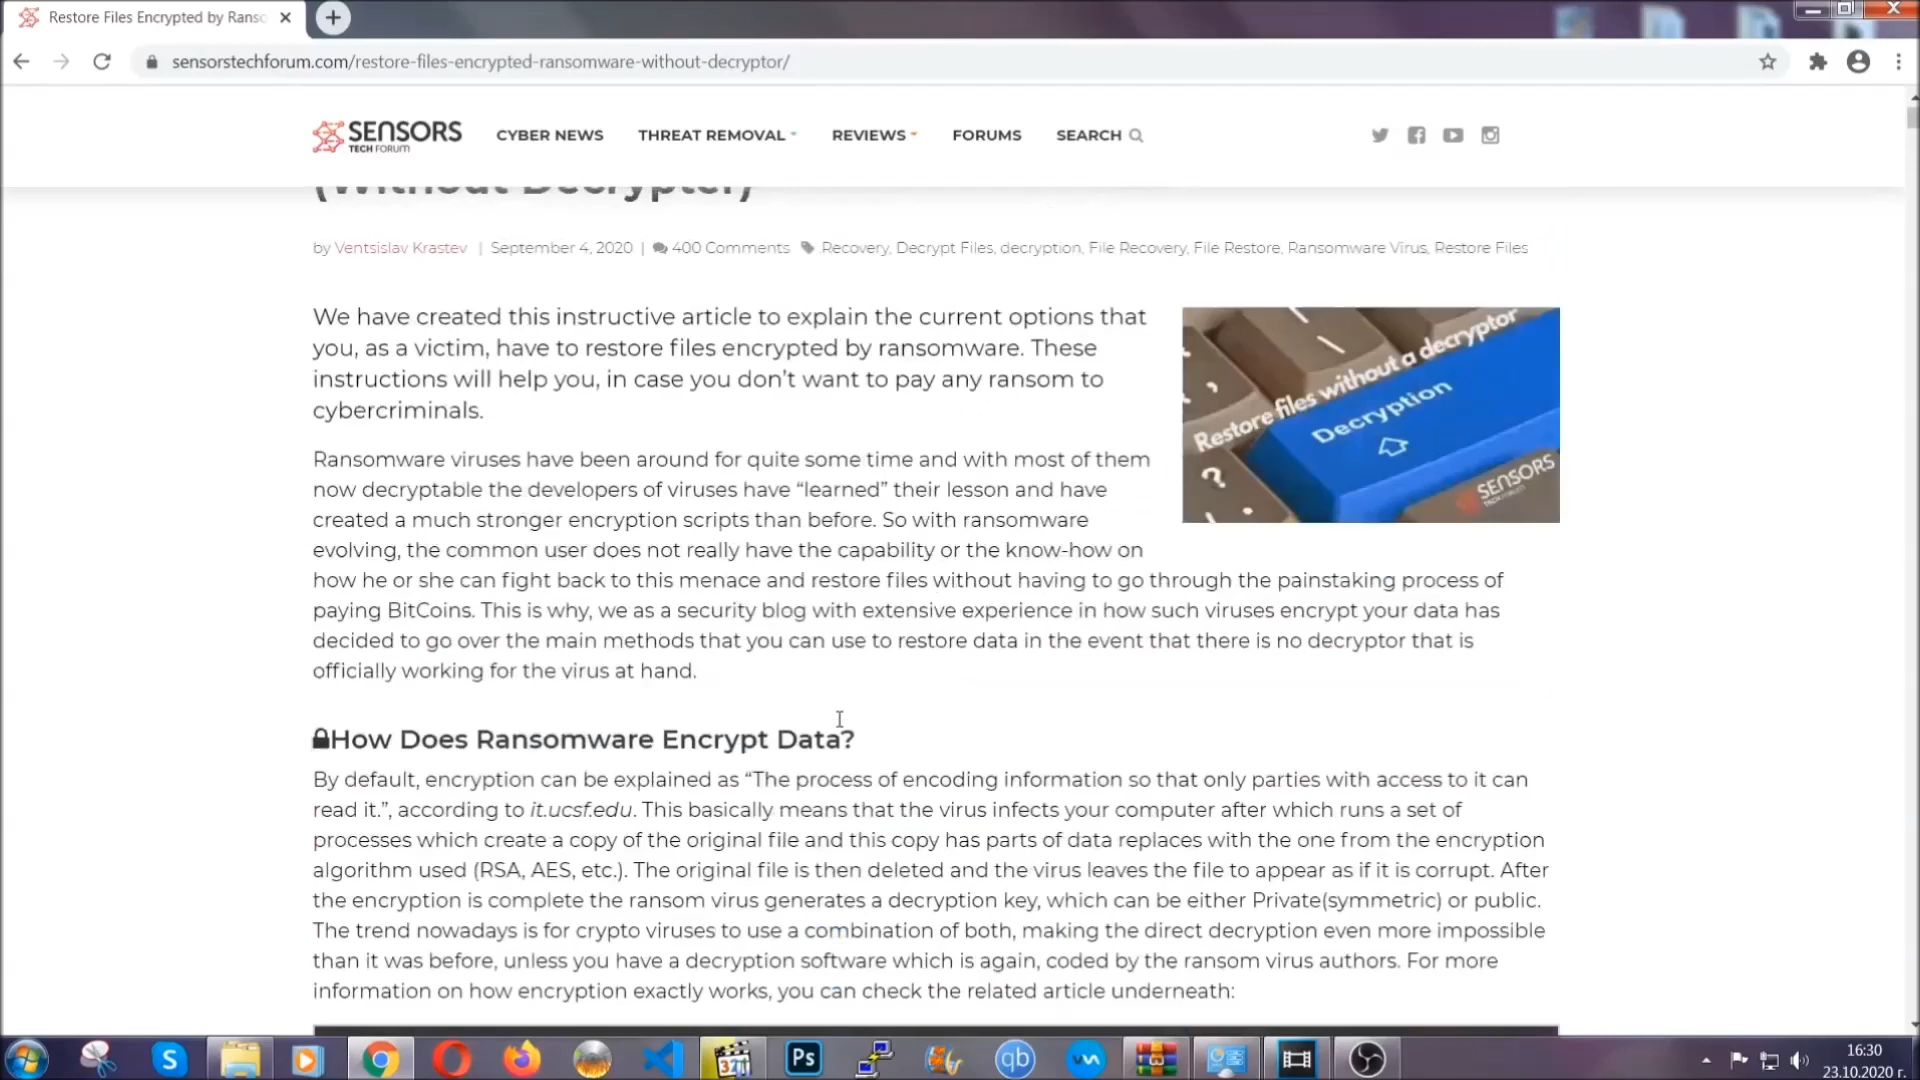 Restore Files Encrypted by Ranso
sensorstechforum.com/restore-files-encrypted-ransomware-without-decryptor/
SENSORS
TECH FORUM
CYBER NEWS THREAT REMOVAL REVIEWS FORUMS SEARCH
(Without Decrypter)
by Ventsislav Krastev | September 4, 2020 | 400 Comments Recovery, Decrypt Files, decryption, File Recovery, File Restore, Ransomware Virus, Restore Files
We have created this instructive article to explain the current options that
you, as a victim, have to restore files encrypted by ransomware. These
instructions will help you, in case you don’t want to pay any ransom to
cybercriminals.
Restore files without a decryptor
Decryption
SENSORS
Ransomware viruses have been around for quite some time and with most of them
now decryptable the developers of viruses have “learned” their lesson and have
created a much stronger encryption scripts than before. So with ransomware
evolving, the common user does not really have the capability or the know-how on
how he or she can fight back to this menace and restore files without having to go through the painstaking process of
paying BitCoins. This is why, we as a security blog with extensive experience in how such viruses encrypt your data has
decided to go over the main methods that you can use to restore data in the event that there is no decryptor that is
officially working for the virus at hand.
How Does Ransomware Encrypt Data?
By default, encryption can be explained as “The process of encoding information so that only parties with access to it can
read it.”, according to it.ucsf.edu. This basically means that the virus infects your computer after which runs a set of
processes which create a copy of the original file and this copy has parts of data replaces with the one from the encryption
algorithm used (RSA, AES, etc.). The original file is then deleted and the virus leaves the file to appear as if it is corrupt. After
the encryption is complete the ransom virus generates a decryption key, which can be either Private(symmetric) or public.
The trend nowadays is for crypto viruses to use a combination of both, making the direct decryption even more impossible
than it was before, unless you have a decryption software which is again, coded by the ransom virus authors. For more
information on how encryption exactly works, you can check the related article underneath:
Ps
qb
16:30
23.10.2020 г.